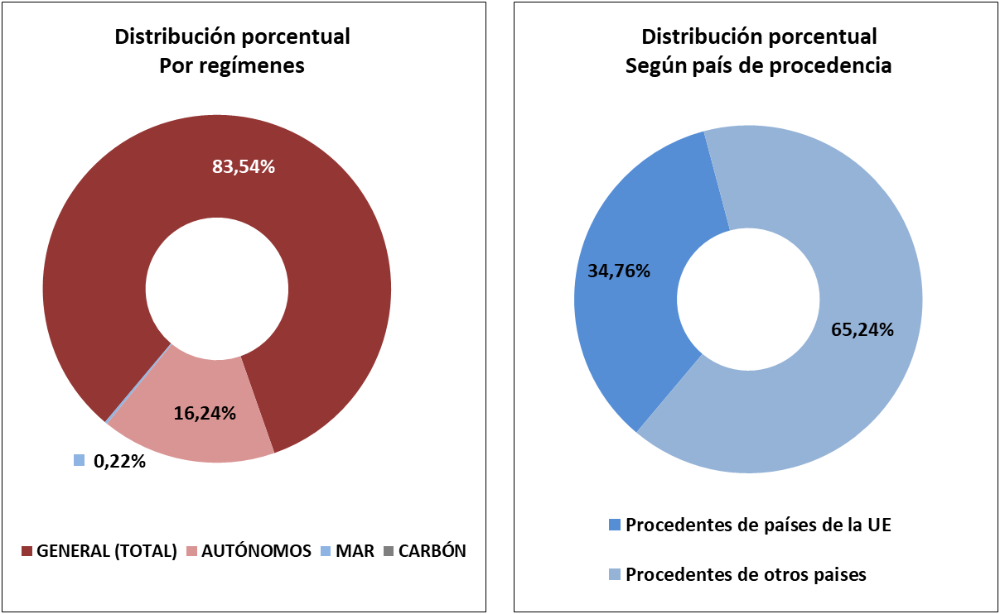 Distribución porcentual
Por regímenes
83,54%
16,24%
0,22%
GENERAL (TOTAL) AUTÓNOMOS MAR CARBÓN
Distribución porcentual
Según país de procedencia
34,76%
65,24%
Procedentes de países de la UE
Procedentes de otros paises